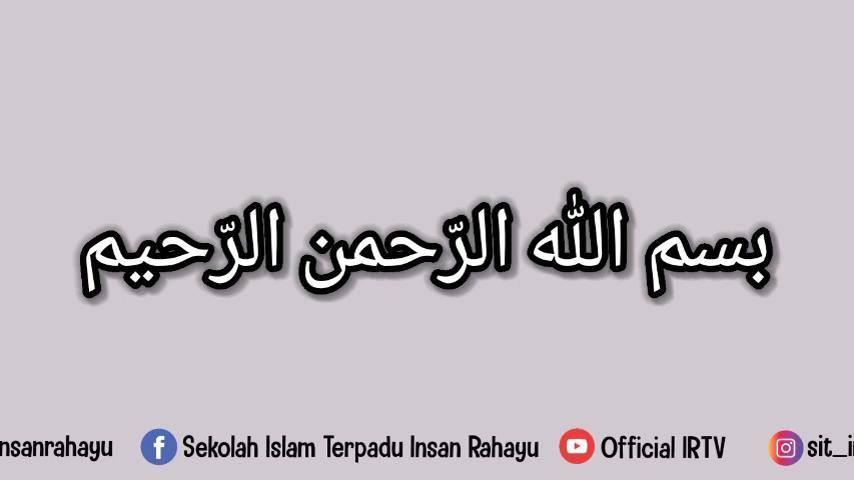 بسم الله الرّحمن الرّحيم
nsanrahayu Sekolah Islam Terpadu Insan Rahayu Official IRTV sit_i